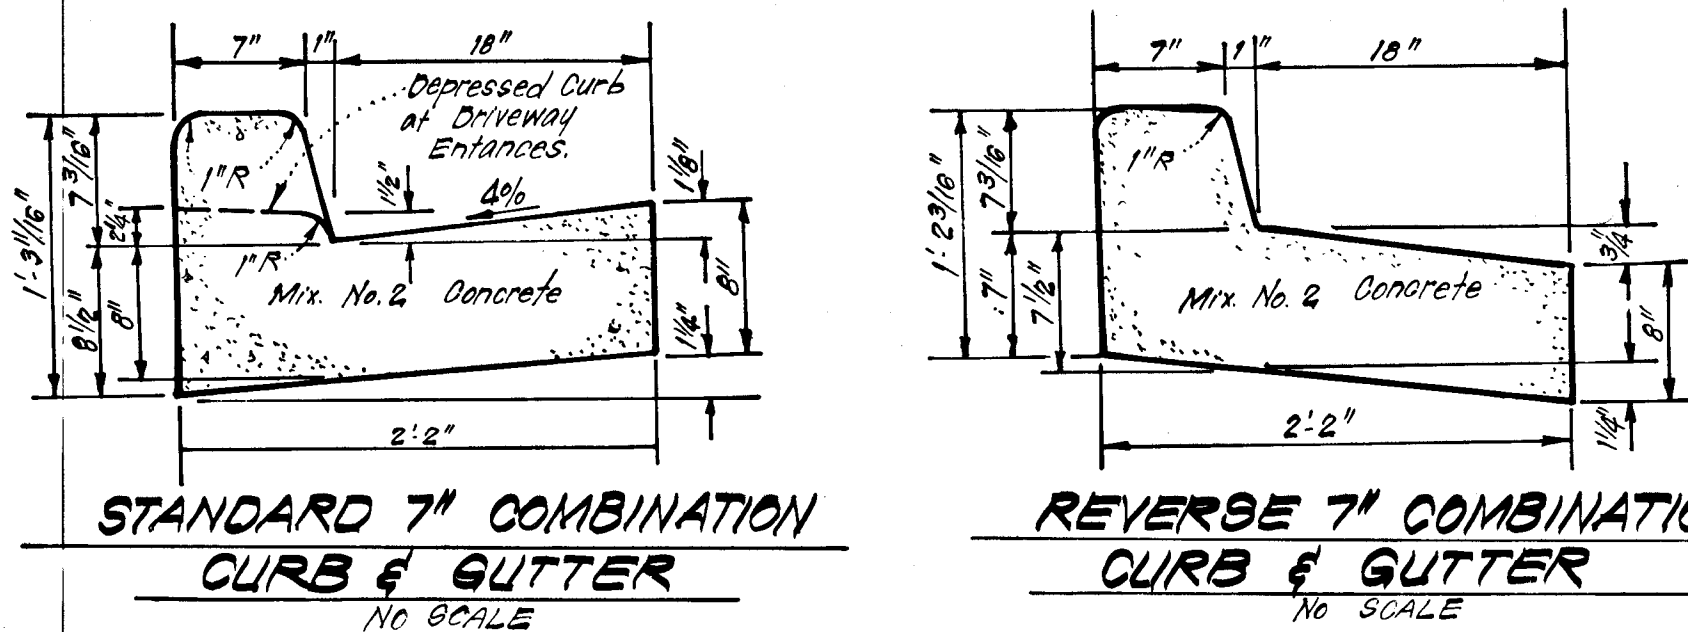 7" 1" 18"
Depressed Curb
at Driveway
Entances.
1'-3 11/16"
7 3/16"
2 1/4"
8 1/2"
8"
1"R
1"R
1 1/2"
4%
1 1/8"
8"
1 1/4"
Mix. No. 2 Concrete
2'-2"
STANDARD 7" COMBINATION
CURB & GUTTER
NO SCALE
7" 1" 18"
1'-2 3/16"
7 3/16"
7"
7 1/2"
1"R
Mix. No. 2 Concrete
3/4"
8"
1 1/4"
2'-2"
REVERSE 7" COMBINATIO
CURB & GUTTER
NO SCALE